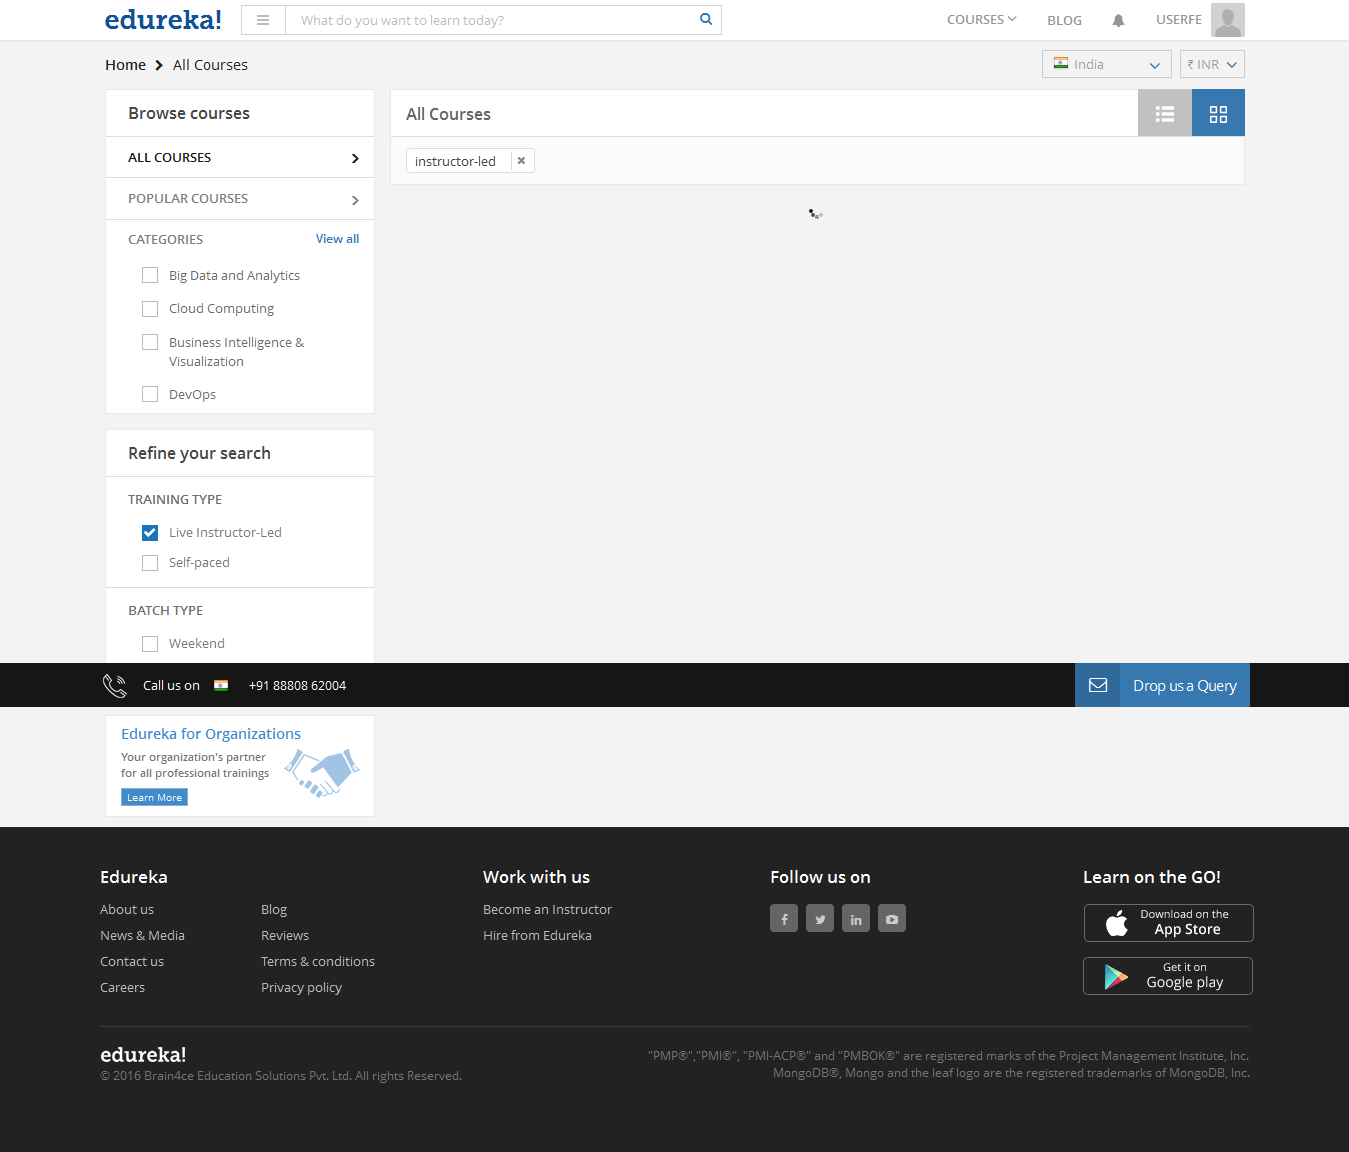 edureka!
What do you want to learn today?
COURSES
BLOG
USERFE
Home
All Courses
India
₹ INR
Browse courses
ALL COURSES
POPULAR COURSES
CATEGORIES
View all
Big Data and Analytics
Cloud Computing
Business Intelligence &
Visualization
DevOps
All Courses
instructor-led
Refine your search
TRAINING TYPE
Live Instructor-Led
Self-paced
BATCH TYPE
Weekend
Call us on
+91 88808 62004
Drop us a Query
Edureka for Organizations
Your organization's partner
for all professional trainings
Learn More
Edureka
About us
News & Media
Contact us
Careers
Blog
Reviews
Terms & conditions
Privacy policy
Work with us
Become an Instructor
Hire from Edureka
Follow us on
Learn on the GO!
Download on the
App Store
Get it on
Google play
edureka!
© 2016 Brain4ce Education Solutions Pvt. Ltd. All rights Reserved.
"PMP®","PMI®", "PMI-ACP®" and "PMBOK®" are registered marks of the Project Management Institute, Inc.
MongoDB®, Mongo and the leaf logo are the registered trademarks of MongoDB, Inc.